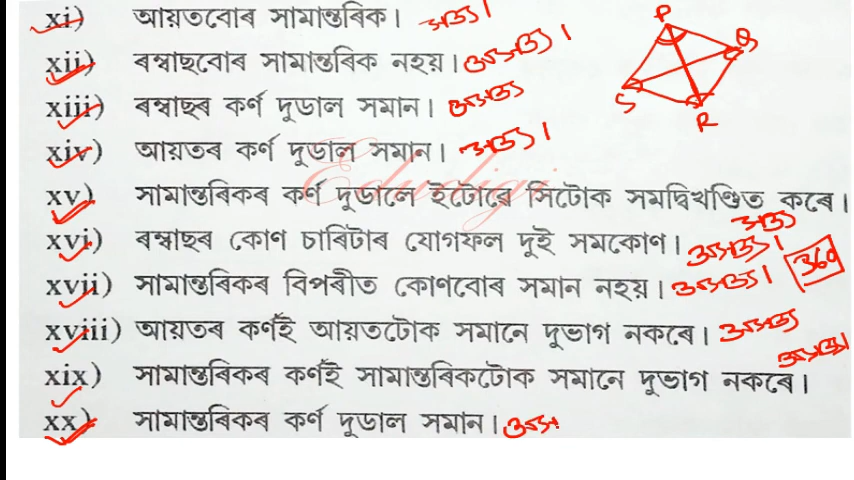 xi) আয়তবোৰ সামান্তৰিক। সত্য।
xii) ৰম্বাছবোৰ সামান্তৰিক নহয়। অসত্য।
xiii) ৰম্বাছৰ কৰ্ণ দুডাল সমান। অসত্য
xiv) আয়তৰ কৰ্ণ দুডাল সমান। সত্য।
xv) সামান্তৰিকৰ কৰ্ণ দুডালে ইটোৱে সিটোক সমদ্বিখণ্ডিত কৰে।
সত্য
xvi) ৰম্বাছৰ কোণ চাৰিটাৰ যোগফল দুই সমকোণ। অসত্য।
360
xvii) সামান্তৰিকৰ বিপৰীত কোণবোৰ সমান নহয়। অসত্য।
xviii) আয়তৰ কৰ্ণই আয়তটোক সমানে দুভাগ নকৰে। অসত্য
xix) সামান্তৰিকৰ কৰ্ণই সামান্তৰিকটোক সমানে দুভাগ নকৰে।
অসত্য।
xx) সামান্তৰিকৰ কৰ্ণ দুডাল সমান।
P
Q
S
R
Edudigi